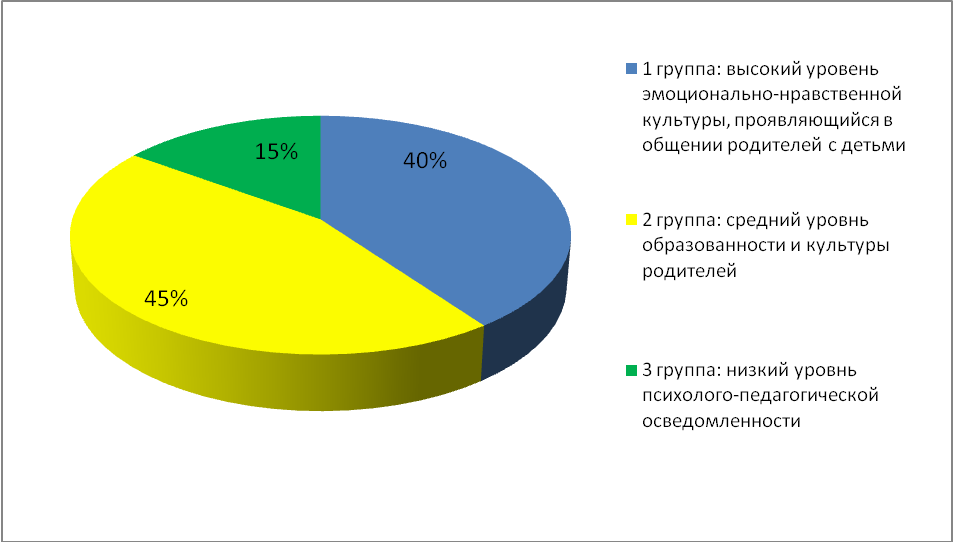 15%
40%
45%
1 группа: высокий уровень
эмоционально-нравственной
культуры, проявляющийся в
общении родителей с детьми
2 группа: средний уровнь
образованности и культуры
родителей
3 группа: низкий уровнь
психолого-педагогической
осведомленности